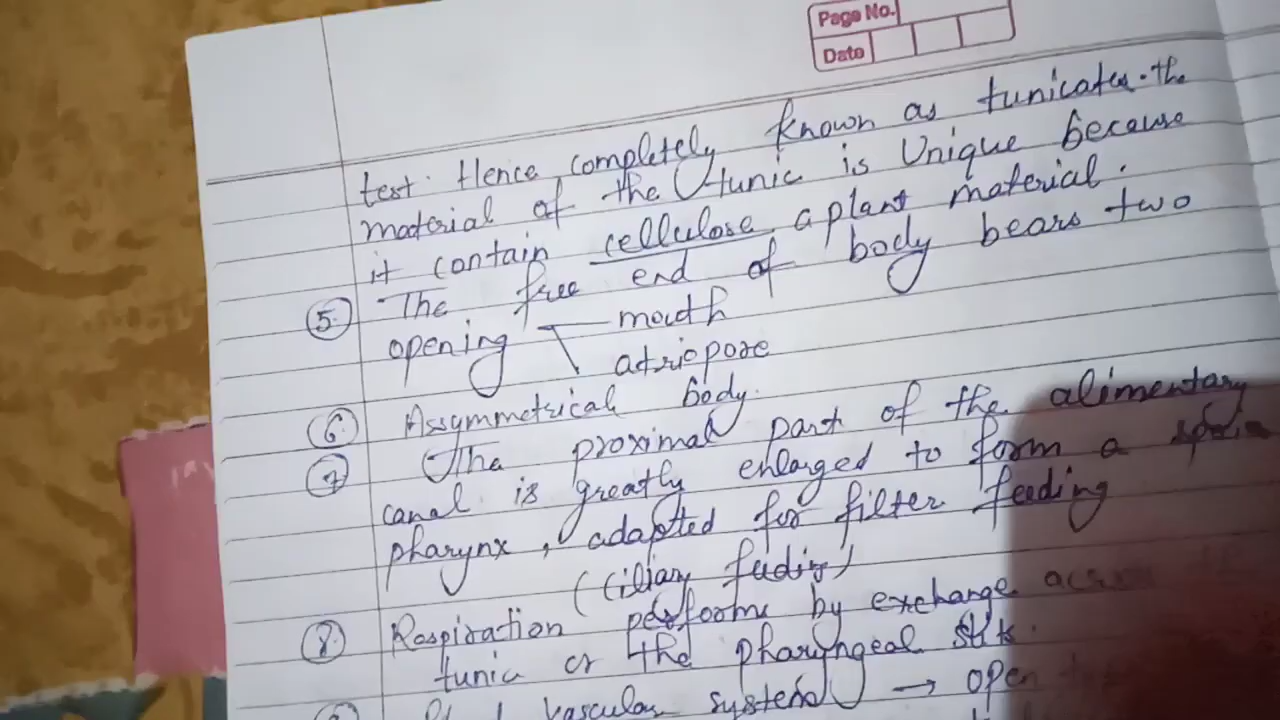 Page No.
Date
test. Hence, completely known as tunicates. the
material of the tunic is Unique because
it contain cellulose, a plant material.
5. The free end of body bears two
opening mouth
atriopore
6. Assymmetrical body.
7. The proximal part of the alimentary
canal is greatly enlarged to form a
pharynx, adapted for filter feeding
(Ciliary feeding)
8. Respiration performs by exchange across
tunic or the pharyngeal slits.
vascular system → open